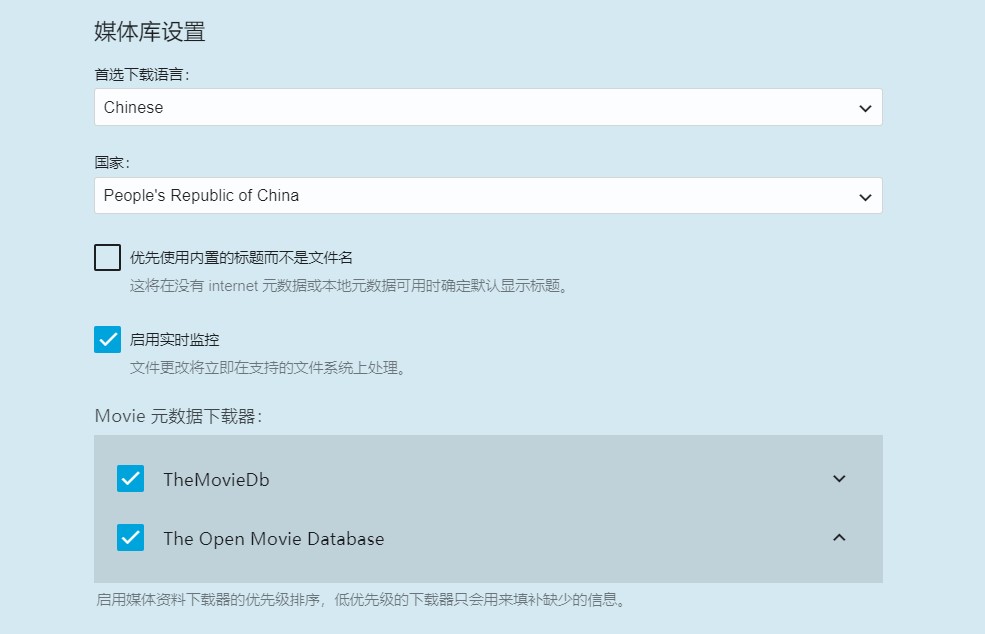 媒体库设置
首选下载语言:
Chinese
国家:
People's Republic of China
优先使用内置的标题而不是文件名
这将在没有 internet 元数据或本地元数据可用时确定默认显示标题。
启用实时监控
文件更改将立即在支持的文件系统上处理。
Movie 元数据下载器:
TheMovieDb
The Open Movie Database
启用媒体资料下载器的优先级排序，低优先级的下载器只会用来填补缺少的信息。